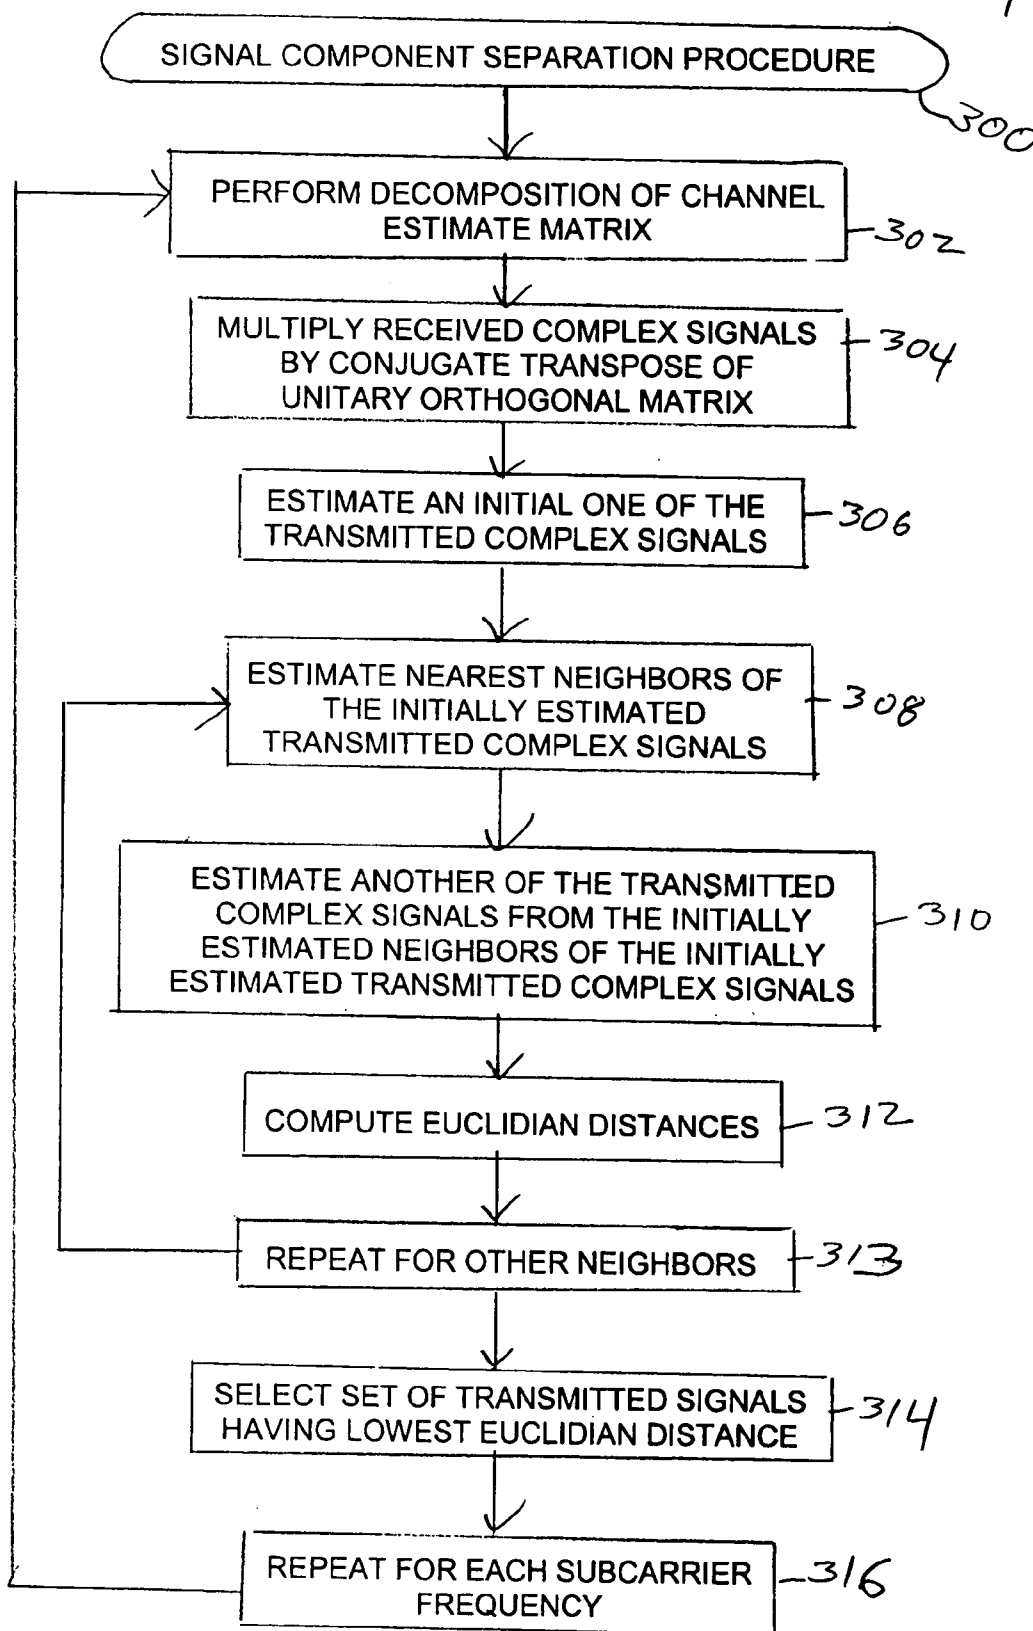 SIGNAL COMPONENT SEPARATION PROCEDURE
300
PERFORM DECOMPOSITION OF CHANNEL
ESTIMATE MATRIX
302
MULTIPLY RECEIVED COMPLEX SIGNALS
BY CONJUGATE TRANSPOSE OF
UNITARY ORTHOGONAL MATRIX
304
ESTIMATE AN INITIAL ONE OF THE
TRANSMITTED COMPLEX SIGNALS
306
ESTIMATE NEAREST NEIGHBORS OF
THE INITIALLY ESTIMATED
TRANSMITTED COMPLEX SIGNALS
308
ESTIMATE ANOTHER OF THE TRANSMITTED
COMPLEX SIGNALS FROM THE INITIALLY
ESTIMATED NEIGHBORS OF THE INITIALLY
ESTIMATED TRANSMITTED COMPLEX SIGNALS
310
COMPUTE EUCLIDIAN DISTANCES
312
REPEAT FOR OTHER NEIGHBORS
313
SELECT SET OF TRANSMITTED SIGNALS
HAVING LOWEST EUCLIDIAN DISTANCE
314
REPEAT FOR EACH SUBCARRIER
FREQUENCY
316